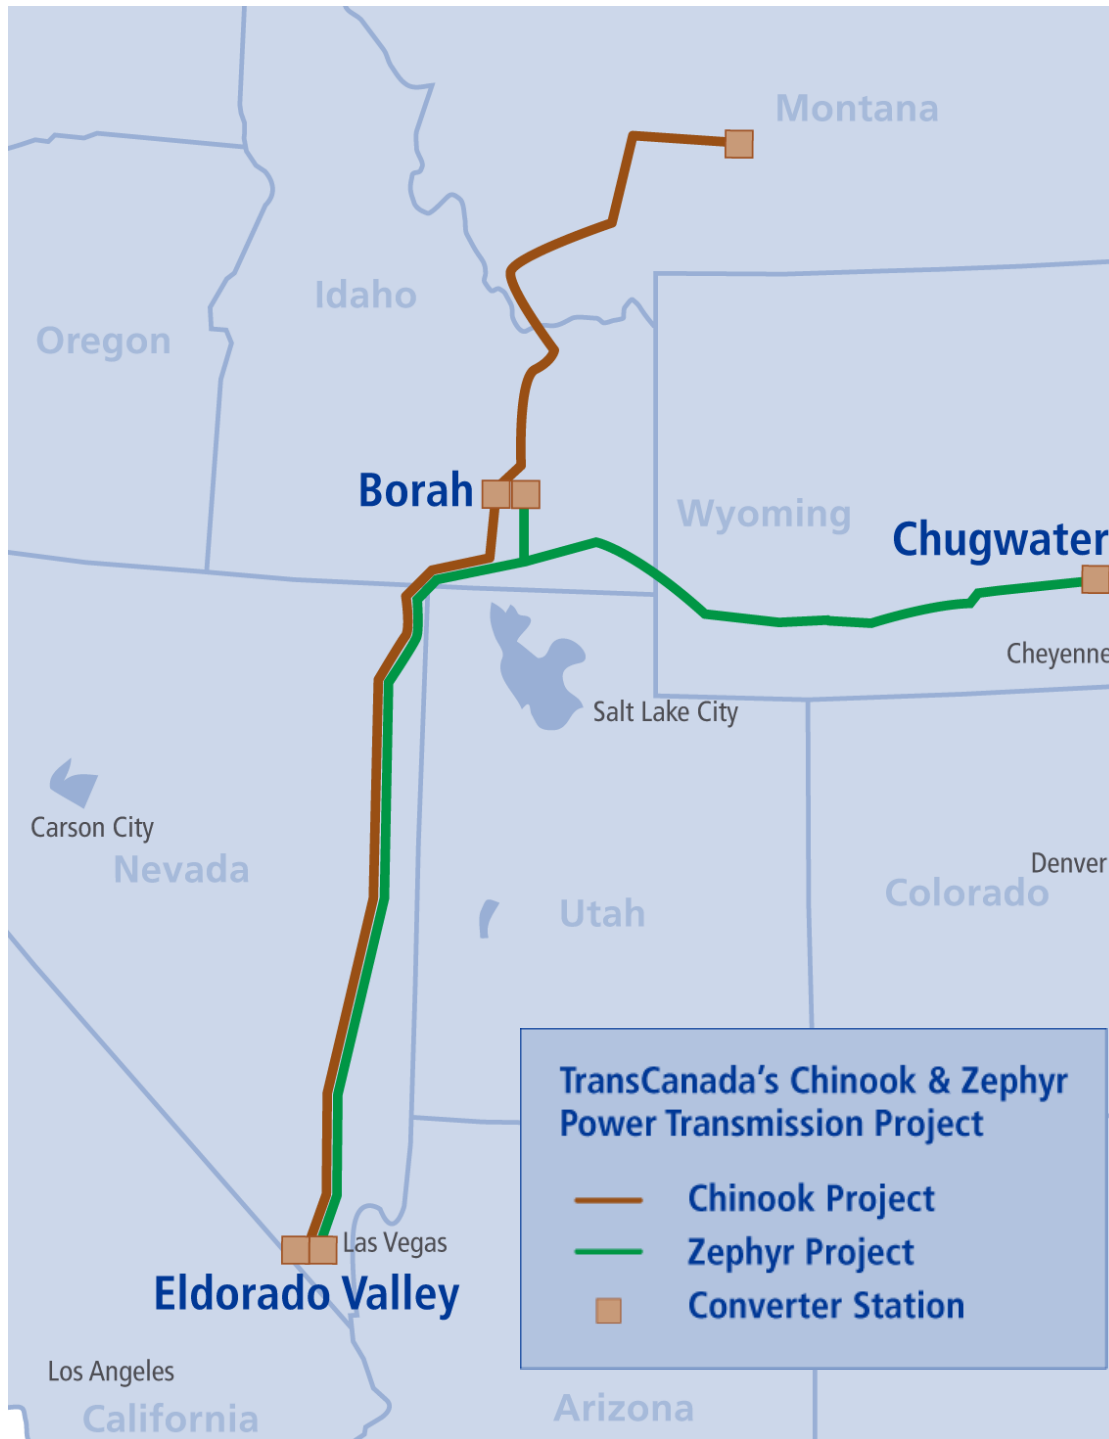 Montana
Idaho
Oregon
Borah
Wyoming
Chugwater
Cheyenne
Salt Lake City
Carson City
Nevada
Denver
Colorado
Utah
TransCanada's Chinook & Zephyr
Power Transmission Project
Chinook Project
Zephyr Project
Converter Station
Las Vegas
Eldorado Valley
Los Angeles
California
Arizona